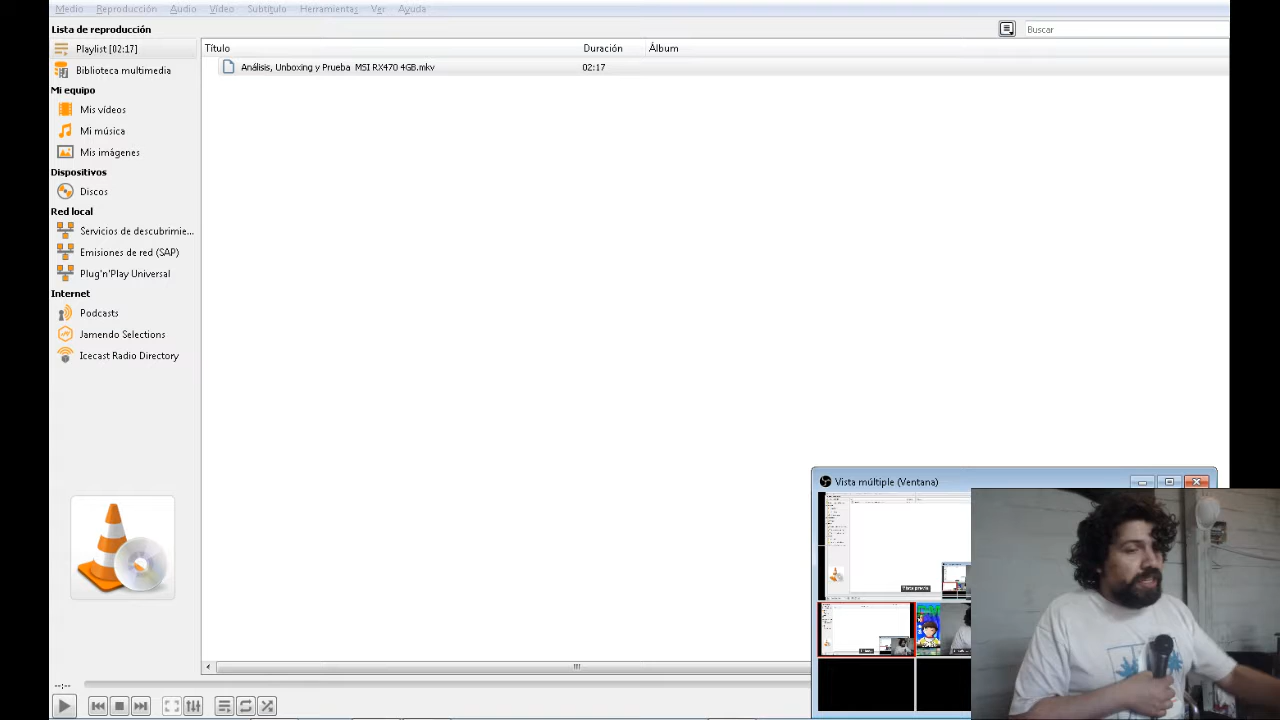 Medio Reproducción Audio Vídeo Subtítulo Herramientas Ver Ayuda
Lista de reproducción
Buscar
Playlist [02:17]
Título Duración Álbum
Análisis, Unboxing y Prueba MSI RX470 4GB.mkv 02:17
Biblioteca multimedia
Mi equipo
Mis vídeos
Mi música
Mis imágenes
Dispositivos
Discos
Red local
Servicios de descubrimie...
Emisiones de red (SAP)
Plug'n'Play Universal
Internet
Podcasts
Jamendo Selections
Icecast Radio Directory
Vista múltiple (Ventana)
Vista previa
--:--